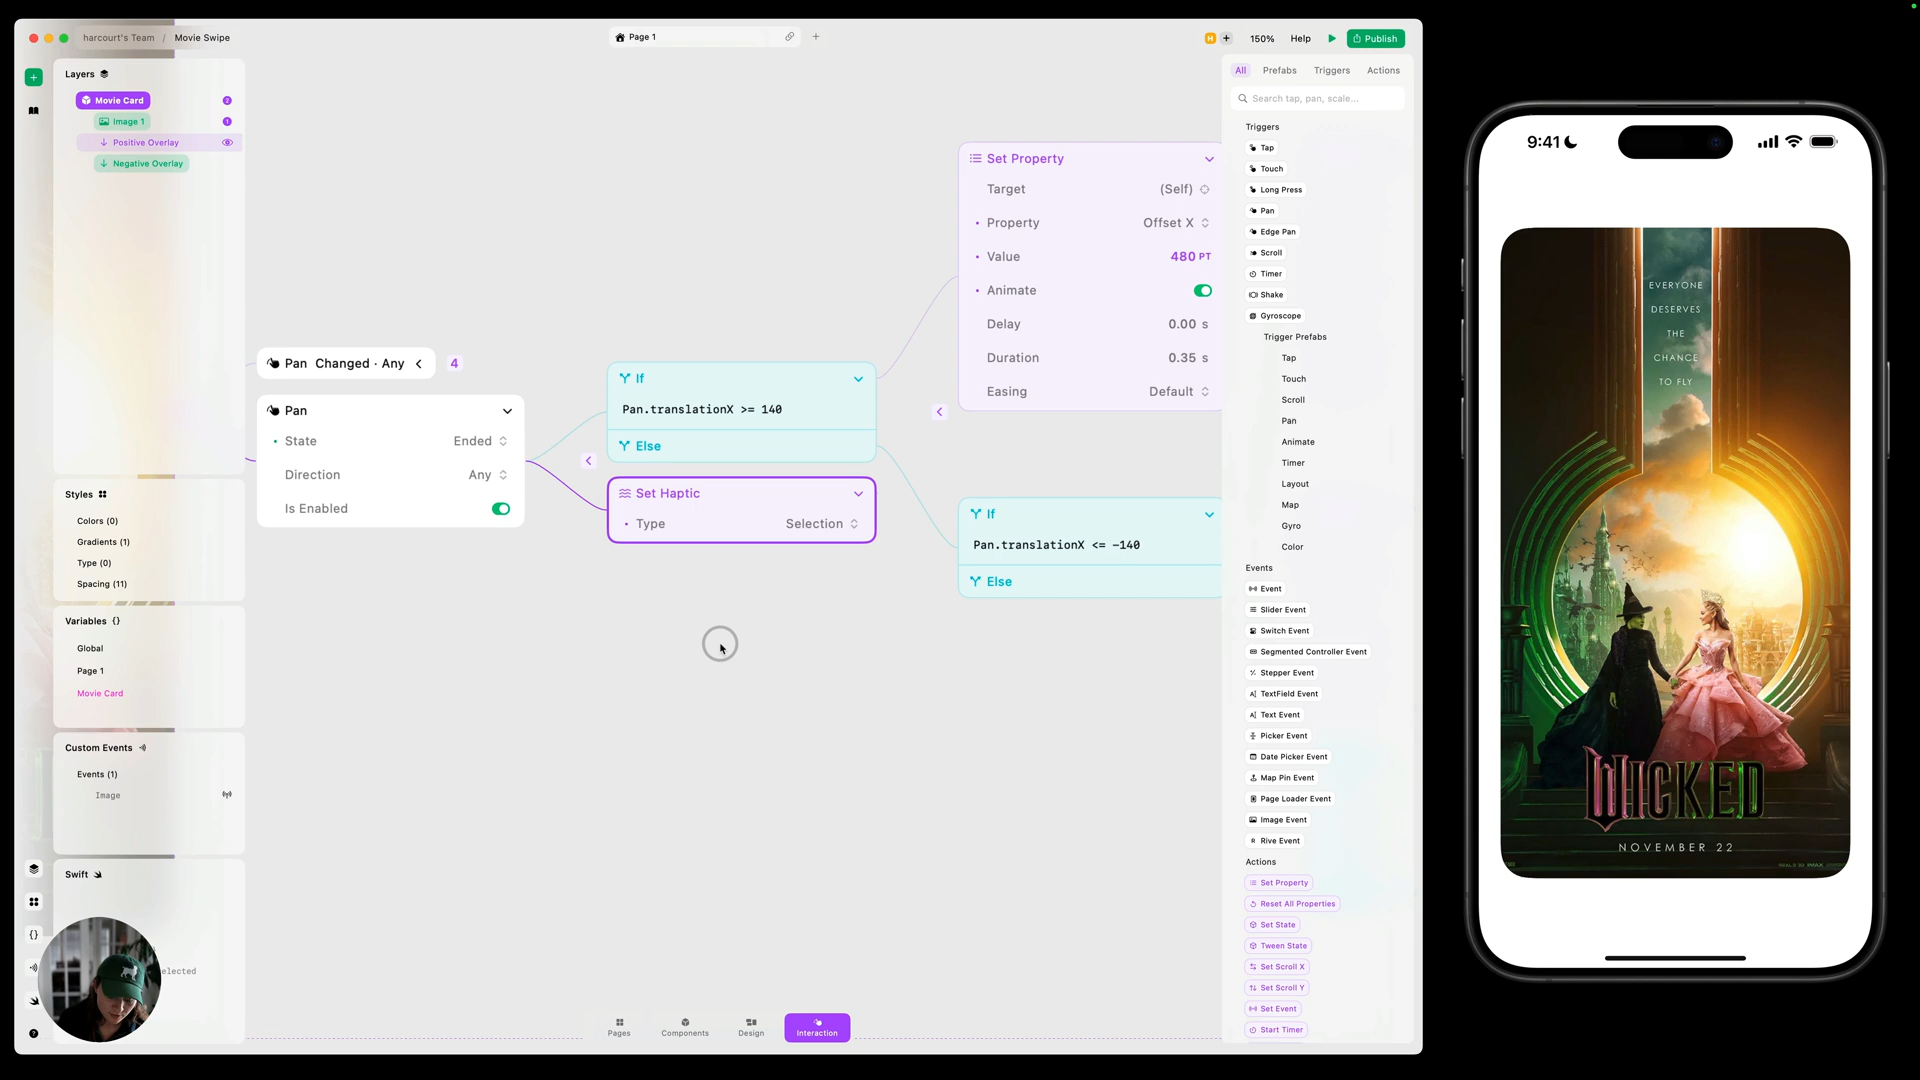 harcourt's Team / Movie Swipe
Page 1
H
150%
Help
Publish
Layers
Movie Card
2
Image 1
1
Positive Overlay
Negative Overlay
Styles
Colors (0)
Gradients (1)
Type (0)
Spacing (11)
Variables {}
Global
Page 1
Movie Card
Custom Events
Events (1)
Image
Swift
elected
Pan Changed · Any
4
Pan
State Ended
Direction Any
Is Enabled
If
Pan.translationX >= 140
Else
Set Haptic
Type Selection
Set Property
Target (Self)
Property Offset X
Value 480 PT
Animate
Delay 0.00 s
Duration 0.35 s
Easing Default
If
Pan.translationX <= -140
Else
Pages
Components
Design
Interaction
All
Prefabs
Triggers
Actions
Search tap, pan, scale...
Triggers
Tap
Touch
Long Press
Pan
Edge Pan
Scroll
Timer
Shake
Gyroscope
Trigger Prefabs
Tap
Touch
Scroll
Pan
Animate
Timer
Layout
Map
Gyro
Color
Events
Event
Slider Event
Switch Event
Segmented Controller Event
Stepper Event
TextField Event
Text Event
Picker Event
Date Picker Event
Map Pin Event
Page Loader Event
Image Event
Rive Event
Actions
Set Property
Reset All Properties
Set State
Tween State
Set Scroll X
Set Scroll Y
Set Event
Start Timer
9:41
EVERYONE
DESERVES
THE
CHANCE
TO FLY
WICKED
NOVEMBER 22